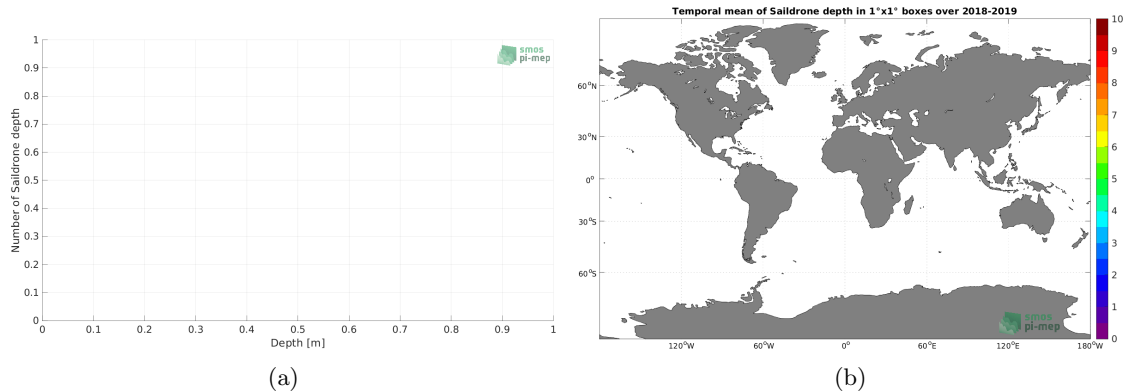 1
0.9
0.8
0.7
0.6
0.5
0.4
0.3
0.2
0.1
0
Number of Saildrone depth
0 0.1 0.2 0.3 0.4 0.5 0.6 0.7 0.8 0.9 1
Depth [m]
smos
pi-mep
(a)
Temporal mean of Saildrone depth in 1°x1° boxes over 2018-2019
60°N
30°N
0°
30°S
60°S
120°W 60°W 0° 60°E 120°E 180°W
10
9
8
7
6
5
4
3
2
1
0
smos
pi-mep
(b)